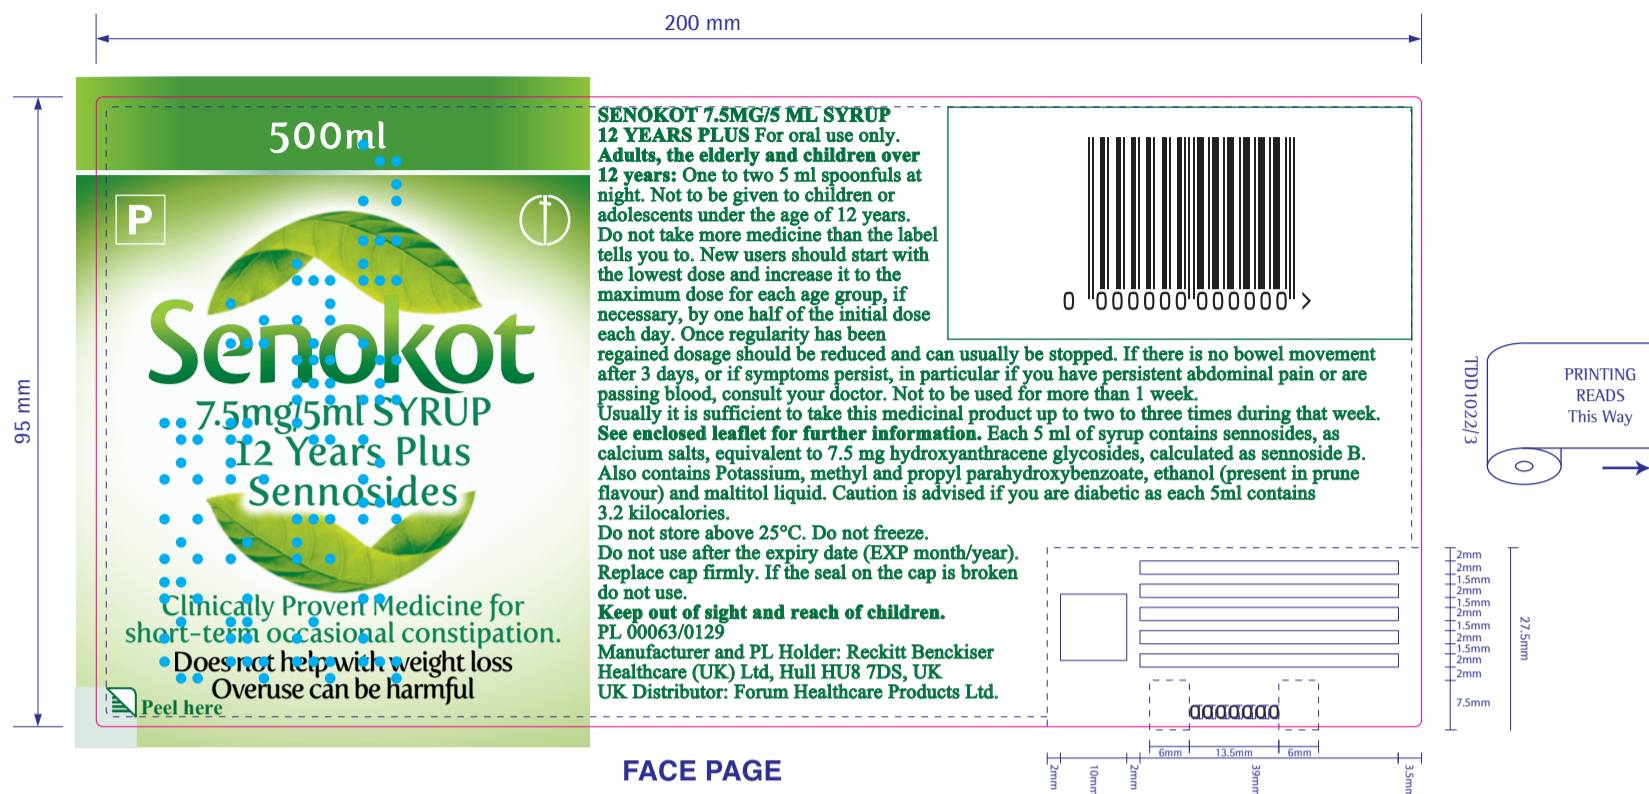 200 mm
95 mm
500ml
P
Senokot
7.5mg/5ml SYRUP
12 Years Plus
Sennosides
Clinically Proven Medicine for
short-term occasional constipation.
Does not help with weight loss
Overuse can be harmful
Peel here
SENOKOT 7.5MG/5 ML SYRUP
12 YEARS PLUS For oral use only.
Adults, the elderly and children over
12 years: One to two 5 ml spoonfuls at
night. Not to be given to children or
adolescents under the age of 12 years.
Do not take more medicine than the label
tells you to. New users should start with
the lowest dose and increase it to the
maximum dose for each age group, if
necessary, by one half of the initial dose
each day. Once regularity has been
regained dosage should be reduced and can usually be stopped. If there is no bowel movement
after 3 days, or if symptoms persist, in particular if you have persistent abdominal pain or are
passing blood, consult your doctor. Not to be used for more than 1 week.
Usually it is sufficient to take this medicinal product up to two to three times during that week.
See enclosed leaflet for further information. Each 5 ml of syrup contains sennosides, as
calcium salts, equivalent to 7.5 mg hydroxyanthracene glycosides, calculated as sennoside B.
Also contains Potassium, methyl and propyl parahydroxybenzoate, ethanol (present in prune
flavour) and maltitol liquid. Caution is advised if you are diabetic as each 5ml contains
3.2 kilocalories.
Do not store above 25°C. Do not freeze.
Do not use after the expiry date (EXP month/year).
Replace cap firmly. If the seal on the cap is broken
do not use.
Keep out of sight and reach of children.
PL 00063/0129
Manufacturer and PL Holder: Reckitt Benckiser
Healthcare (UK) Ltd, Hull HU8 7DS, UK
UK Distributor: Forum Healthcare Products Ltd.
0 000000 000000 >
TDD1022/3
PRINTING
READS
This Way
2mm
2mm
1.5mm
2mm
1.5mm
2mm
1.5mm
2mm
1.5mm
2mm
2mm
7.5mm
27.5mm
0000000
6mm
13.5mm
6mm
2mm
10mm
2mm
39mm
3.5mm
FACE PAGE